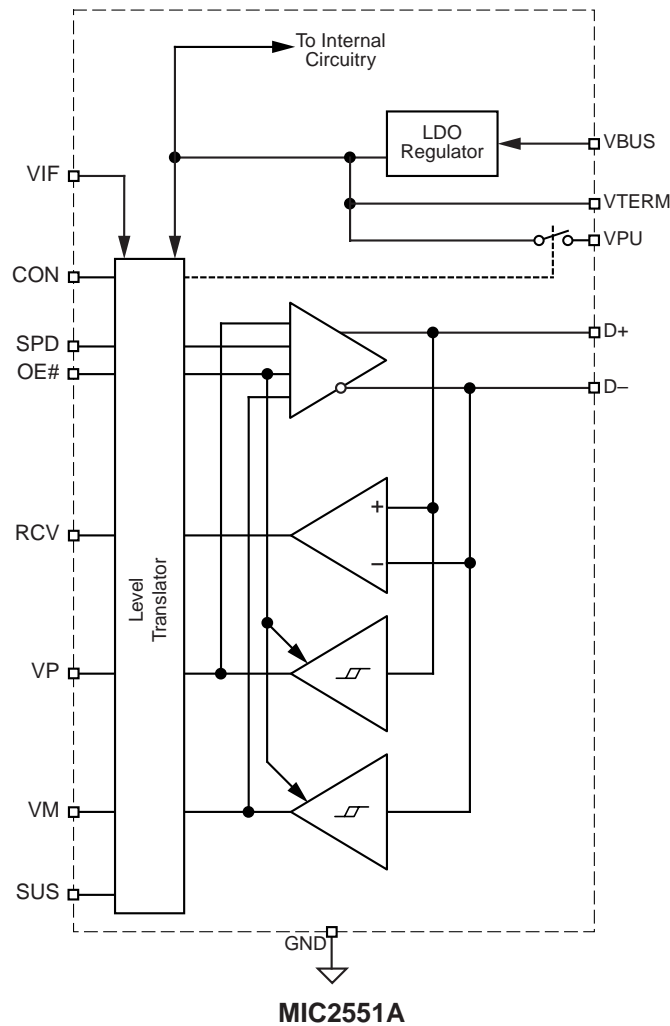 To Internal
Circuitry
LDO
Regulator
VBUS
VIF
VTERM
VPU
CON
SPD
D+
OE#
D–
RCV
+
–
Level
Translator
VP
VM
SUS
GND
MIC2551A